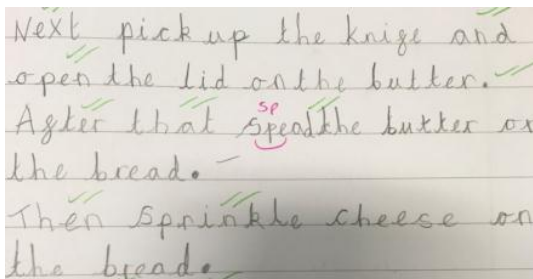 Next pick up the knife and
open the lid on the butter.
sp
After that spead the butter on
the bread.
Then sprinkle cheese on
the bread.